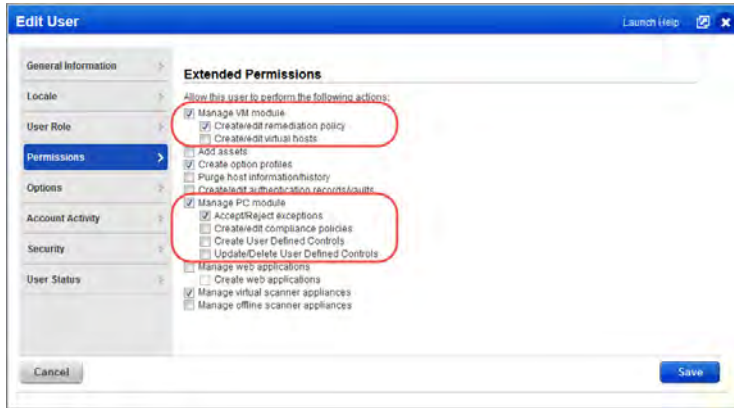 Edit User
Launch Help
General Information
Locale
User Role
Permissions
Options
Account Activity
Security
User Status
Extended Permissions
Allow this user to perform the following actions:
Manage VM module
Create/edit remediation policy
Create/edit virtual hosts
Add assets
Create option profiles
Purge host information/history
Create/edit authentication records/vaults
Manage PC module
Accept/Reject exceptions
Create/edit compliance policies
Create User Defined Controls
Update/Delete User Defined Controls
Manage web applications
Create web applications
Manage virtual scanner appliances
Manage offline scanner appliances
Cancel
Save